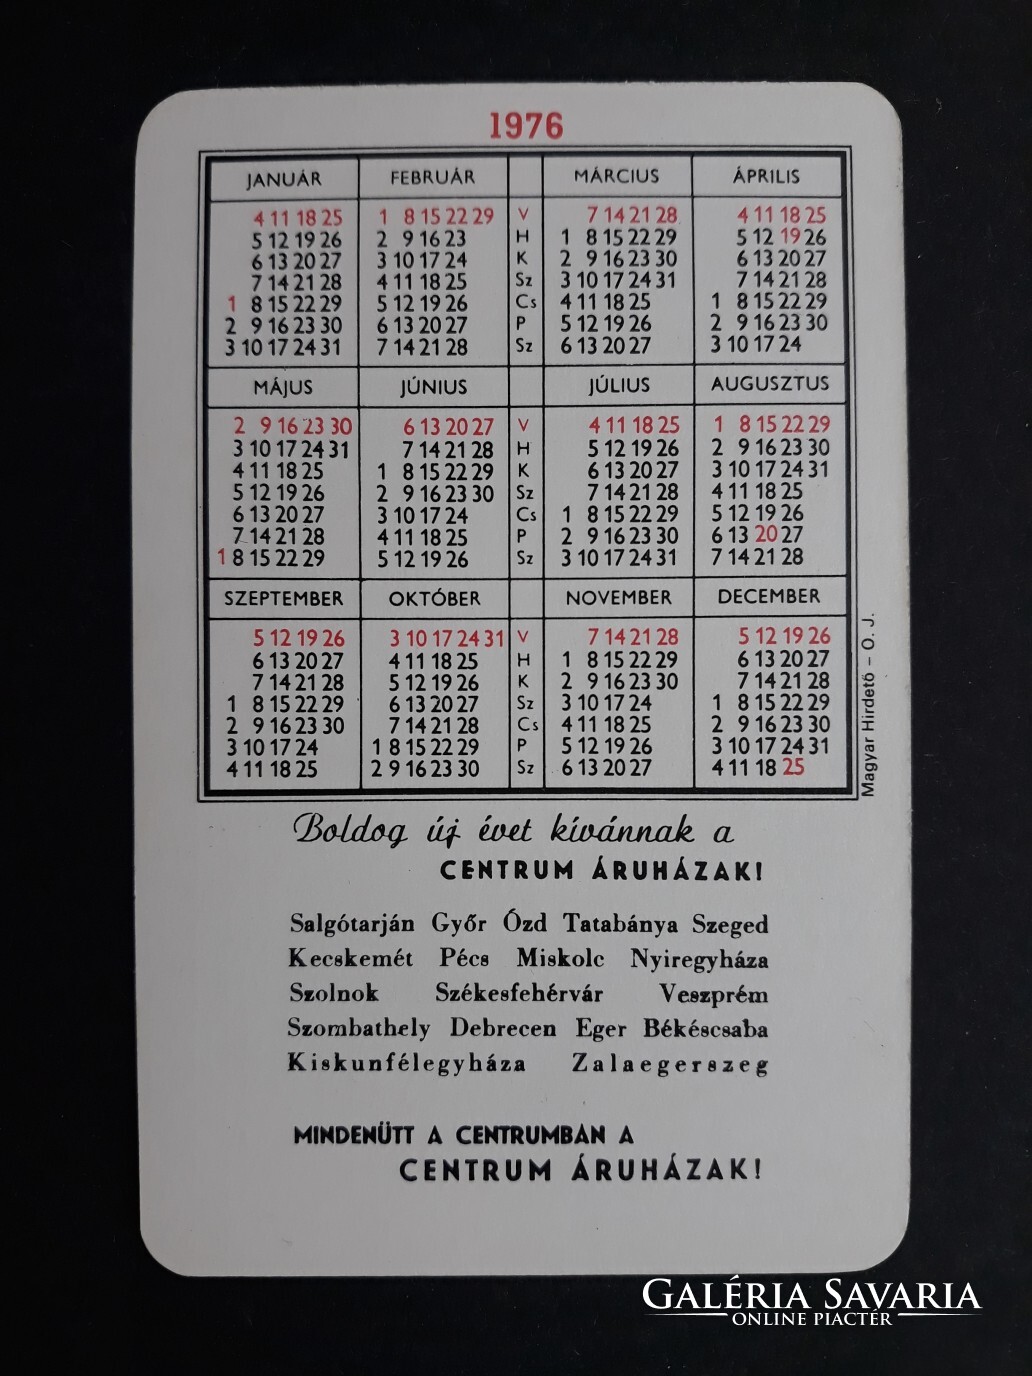 1976
JANUÁR FEBRUÁR MÁRCIUS ÁPRILIS
4 11 18 25 1 8 15 22 29 V 7 14 21 28 4 11 18 25
5 12 19 26 2 9 16 23 H 1 8 15 22 29 5 12 19 26
6 13 20 27 3 10 17 24 K 2 9 16 23 30 6 13 20 27
7 14 21 28 4 11 18 25 Sz 3 10 17 24 31 7 14 21 28
1 8 15 22 29 5 12 19 26 Cs 4 11 18 25 1 8 15 22 29
2 9 16 23 30 6 13 20 27 P 5 12 19 26 2 9 16 23 30
3 10 17 24 31 7 14 21 28 Sz 6 13 20 27 3 10 17 24
MÁJUS JÚNIUS JÚLIUS AUGUSZTUS
2 9 16 23 30 6 13 20 27 V 4 11 18 25 1 8 15 22 29
3 10 17 24 31 7 14 21 28 H 5 12 19 26 2 9 16 23 30
4 11 18 25 1 8 15 22 29 K 6 13 20 27 3 10 17 24 31
5 12 19 26 2 9 16 23 30 Sz 7 14 21 28 4 11 18 25
6 13 20 27 3 10 17 24 Cs 1 8 15 22 29 5 12 19 26
7 14 21 28 4 11 18 25 P 2 9 16 23 30 6 13 20 27
1 8 15 22 29 5 12 19 26 Sz 3 10 17 24 31 7 14 21 28
SZEPTEMBER OKTÓBER NOVEMBER DECEMBER
5 12 19 26 3 10 17 24 31 V 7 14 21 28 5 12 19 26
6 13 20 27 4 11 18 25 H 1 8 15 22 29 6 13 20 27
7 14 21 28 5 12 19 26 K 2 9 16 23 30 7 14 21 28
1 8 15 22 29 6 13 20 27 Sz 3 10 17 24 1 8 15 22 29
2 9 16 23 30 7 14 21 28 Cs 4 11 18 25 2 9 16 23 30
3 10 17 24 1 8 15 22 29 P 5 12 19 26 3 10 17 24 31
4 11 18 25 2 9 16 23 30 Sz 6 13 20 27 4 11 18 25
Magyar Hirdető – O. J.
Boldog új évet kívánnak a
CENTRUM ÁRUHÁZAK!
Salgótarján Győr Ózd Tatabánya Szeged
Kecskemét Pécs Miskolc Nyiregyháza
Szolnok Székesfehérvár Veszprém
Szombathely Debrecen Eger Békéscsaba
Kiskunfélegyháza Zalaegerszeg
MINDENÜTT A CENTRUMBAN A
CENTRUM ÁRUHÁZAK!
GALÉRIA SAVARIA
ONLINE PIACTÉR